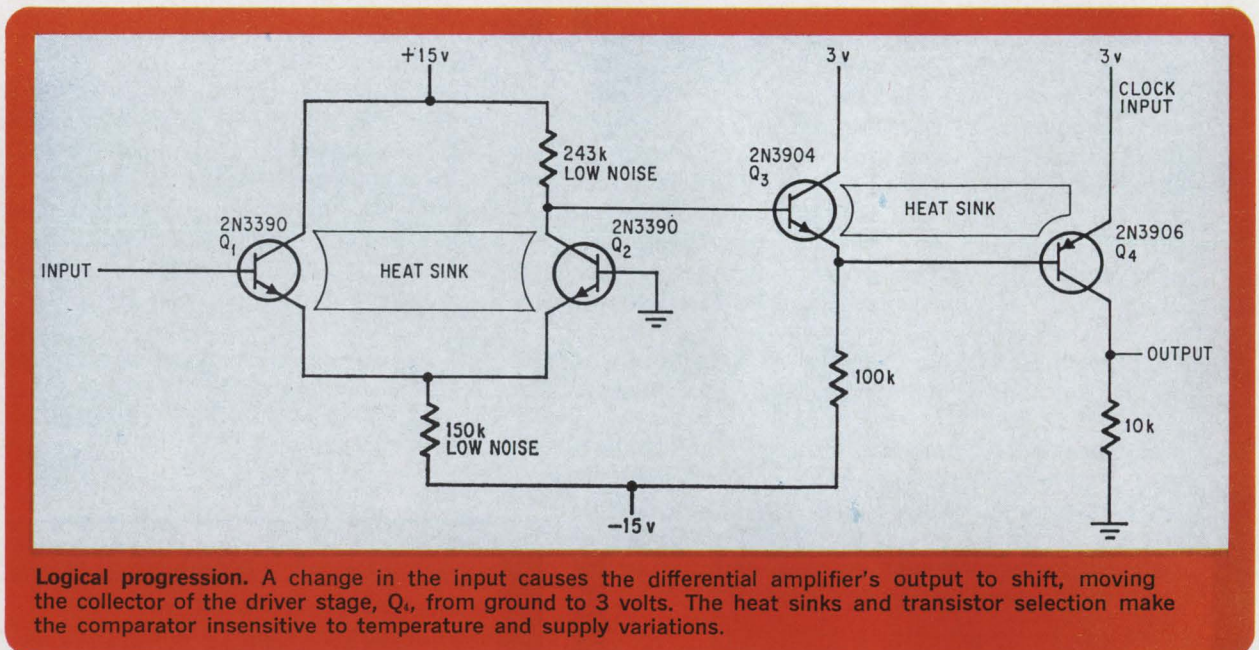 +15v
3v
3v
CLOCK
INPUT
243k
LOW NOISE
2N3904
Q3
HEAT SINK
2N3390
Q1
2N3390
Q2
2N3906
Q4
INPUT
HEAT SINK
OUTPUT
100k
150k
LOW NOISE
10k
-15v
Logical progression. A change in the input causes the differential amplifier's output to shift, moving
the collector of the driver stage, Q4, from ground to 3 volts. The heat sinks and transistor selection make
the comparator insensitive to temperature and supply variations.